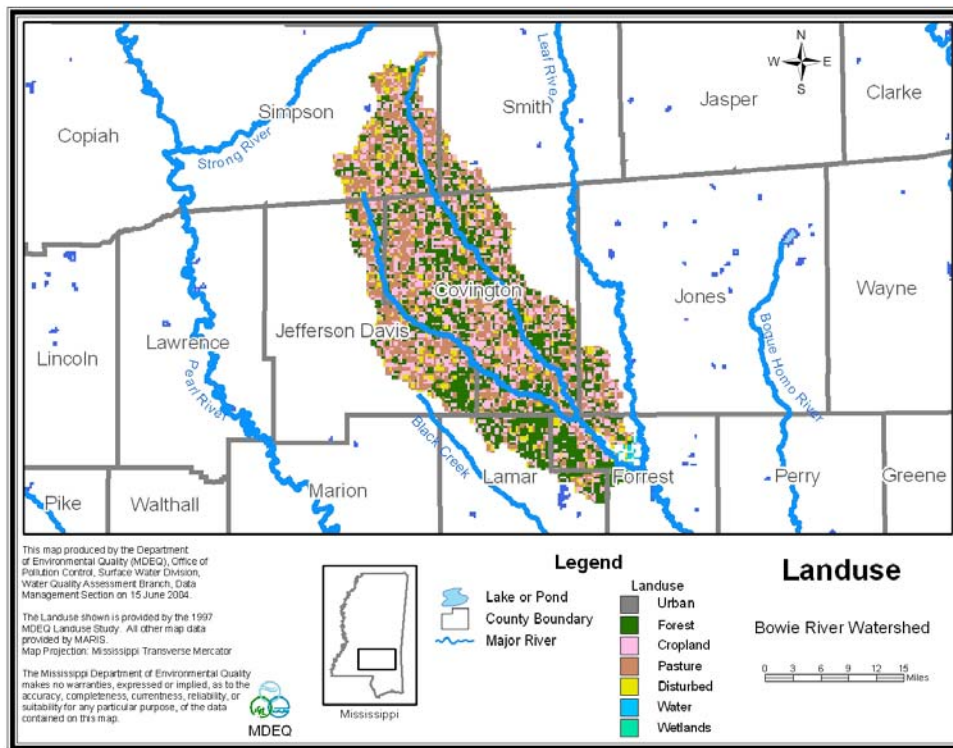 N
W E
S
Copiah
Simpson
Strong River
Leaf River
Smith
Jasper
Clarke
Covington
Jefferson Davis
Lincoln
Lawrence
Pearl River
Jones
Wayne
Bogue Homo River
Black Creek
Pike
Walthall
Marion
Lamar
Forrest
Perry
Greene
This map produced by the Department
of Environmental Quality (MDEQ), Office of
Pollution Control, Surface Water Division,
Water Quality Assessment Branch, Data
Management Section on 15 June 2004.
The Landuse shown is provided by the 1997
MDEQ Landuse Study. All other map data
provided by MARIS.
Map Projection: Mississippi Transverse Mercator
The Mississippi Department of Environmental Quality
makes no warranties, expressed or implied, as to the
accuracy, completeness, currentness, reliability, or
suitability for any particular purpose, of the data
contained on this map.
MDEQ
Mississippi
Legend
Lake or Pond
County Boundary
Major River
Landuse
Urban
Forest
Cropland
Pasture
Disturbed
Water
Wetlands
Landuse
Bowie River Watershed
0 3 6 9 12 15
Miles